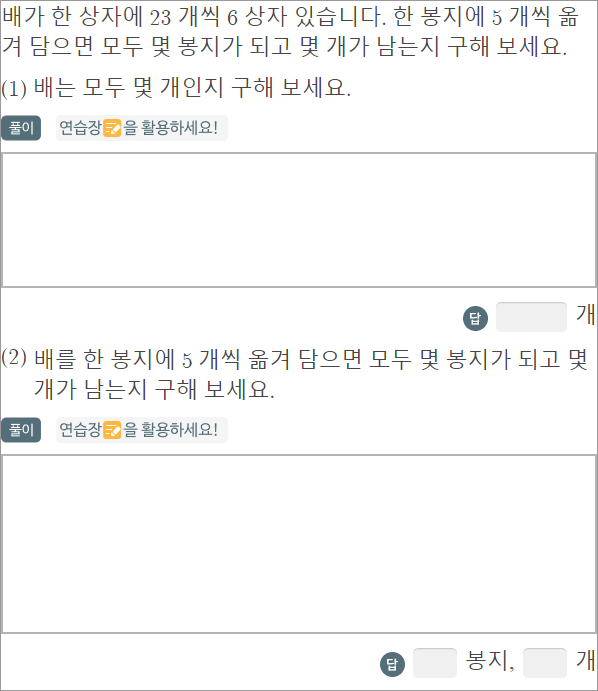 배가 한 상자에 23 개씩 6 상자 있습니다. 한 봉지에 5 개씩 옮
겨 담으면 모두 몇 봉지가 되고 몇 개가 남는지 구해 보세요.
(1) 배는 모두 몇 개인지 구해 보세요.
풀이 연습장을 활용하세요!
답 개
(2) 배를 한 봉지에 5 개씩 옮겨 담으면 모두 몇 봉지가 되고 몇
개가 남는지 구해 보세요.
풀이 연습장을 활용하세요!
답 봉지, 개